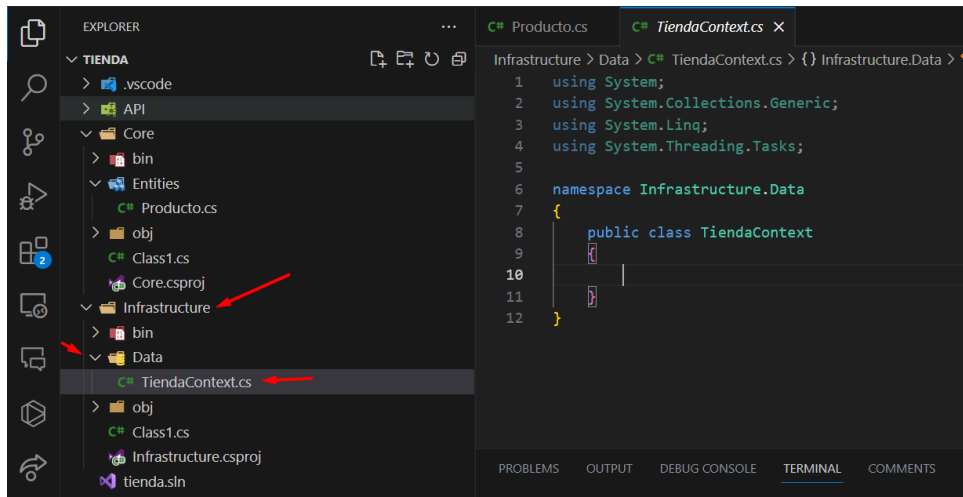 EXPLORER
TIENDA
.vscode
API
Core
bin
Entities
C# Producto.cs
obj
C# Class1.cs
Core.csproj
Infrastructure
bin
Data
C# TiendaContext.cs
obj
C# Class1.cs
Infrastructure.csproj
tienda.sln
2
C# Producto.cs
C# TiendaContext.cs
Infrastructure > Data > C# TiendaContext.cs > {} Infrastructure.Data >
1 using System;
2 using System.Collections.Generic;
3 using System.Linq;
4 using System.Threading.Tasks;
5
6 namespace Infrastructure.Data
7 {
8 public class TiendaContext
9 {
10
11 }
12 }
PROBLEMS OUTPUT DEBUG CONSOLE TERMINAL COMMENTS